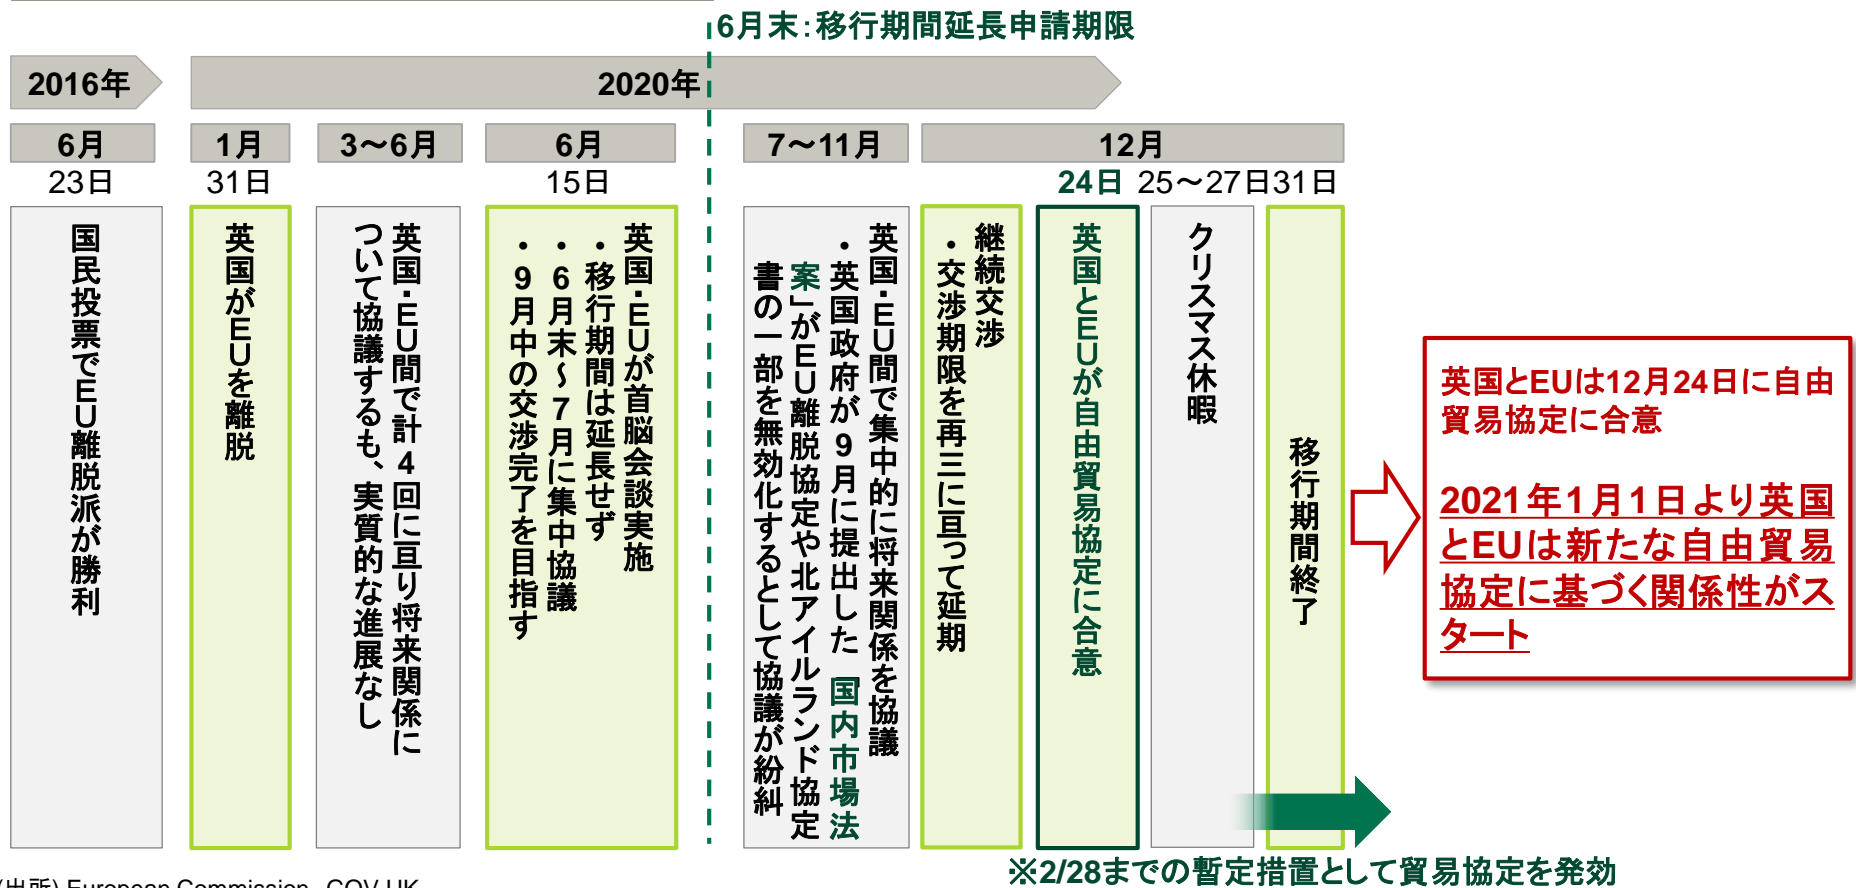 6月末：移行期間延長申請期限
2016年
2020年
6月
1月
3～6月
6月
7～11月
12月
23日
31日
15日
24日
25～27日
31日
国民投票でＥＵ離脱派が勝利
英国がＥＵを離脱
英国・ＥＵ間で計４回に亘り将来関係に
ついて協議するも、実質的な進展なし
英国・ＥＵが首脳会談実施
・移行期間は延長せず
・６月末～７月に集中協議
・９月中の交渉完了を目指す
英国・ＥＵ間で集中的に将来関係を協議
・英国政府が９月に提出した「国内市場法
案」がＥＵ離脱協定や北アイルランド協定
書の一部を無効化するとして協議が紛糾
継続交渉
・交渉期限を再三に亘って延期
英国とＥＵが自由貿易協定に合意
クリスマス休暇
移行期間終了
英国とEUは12月24日に自由
貿易協定に合意
2021年1月1日より英国
とEUは新たな自由貿易
協定に基づく関係性がス
タート
※2/28までの暫定措置として貿易協定を発効
(出所) European Commission、GOV.UK